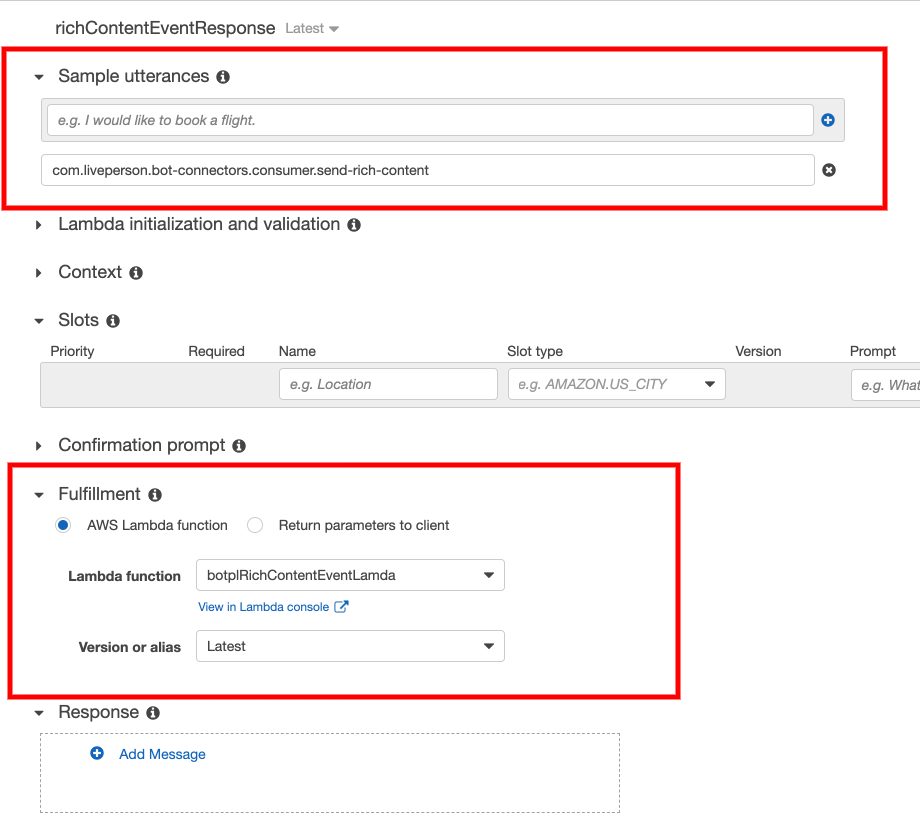 richContentEventResponse Latest
Sample utterances
e.g. I would like to book a flight.
com.liveperson.bot-connectors.consumer.send-rich-content
Lambda initialization and validation
Context
Slots
Priority Required Name Slot type Version Prompt
e.g. Location e.g. AMAZON.US_CITY e.g. What
Confirmation prompt
Fulfillment
AWS Lambda function Return parameters to client
Lambda function botplRichContentEventLamda
View in Lambda console
Version or alias Latest
Response
Add Message